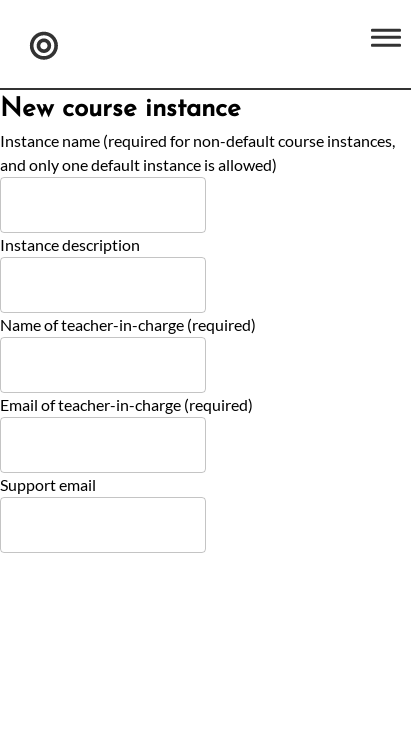 New course instance
Instance name (required for non-default course instances,
and only one default instance is allowed)
Instance description
Name of teacher-in-charge (required)
Email of teacher-in-charge (required)
Support email